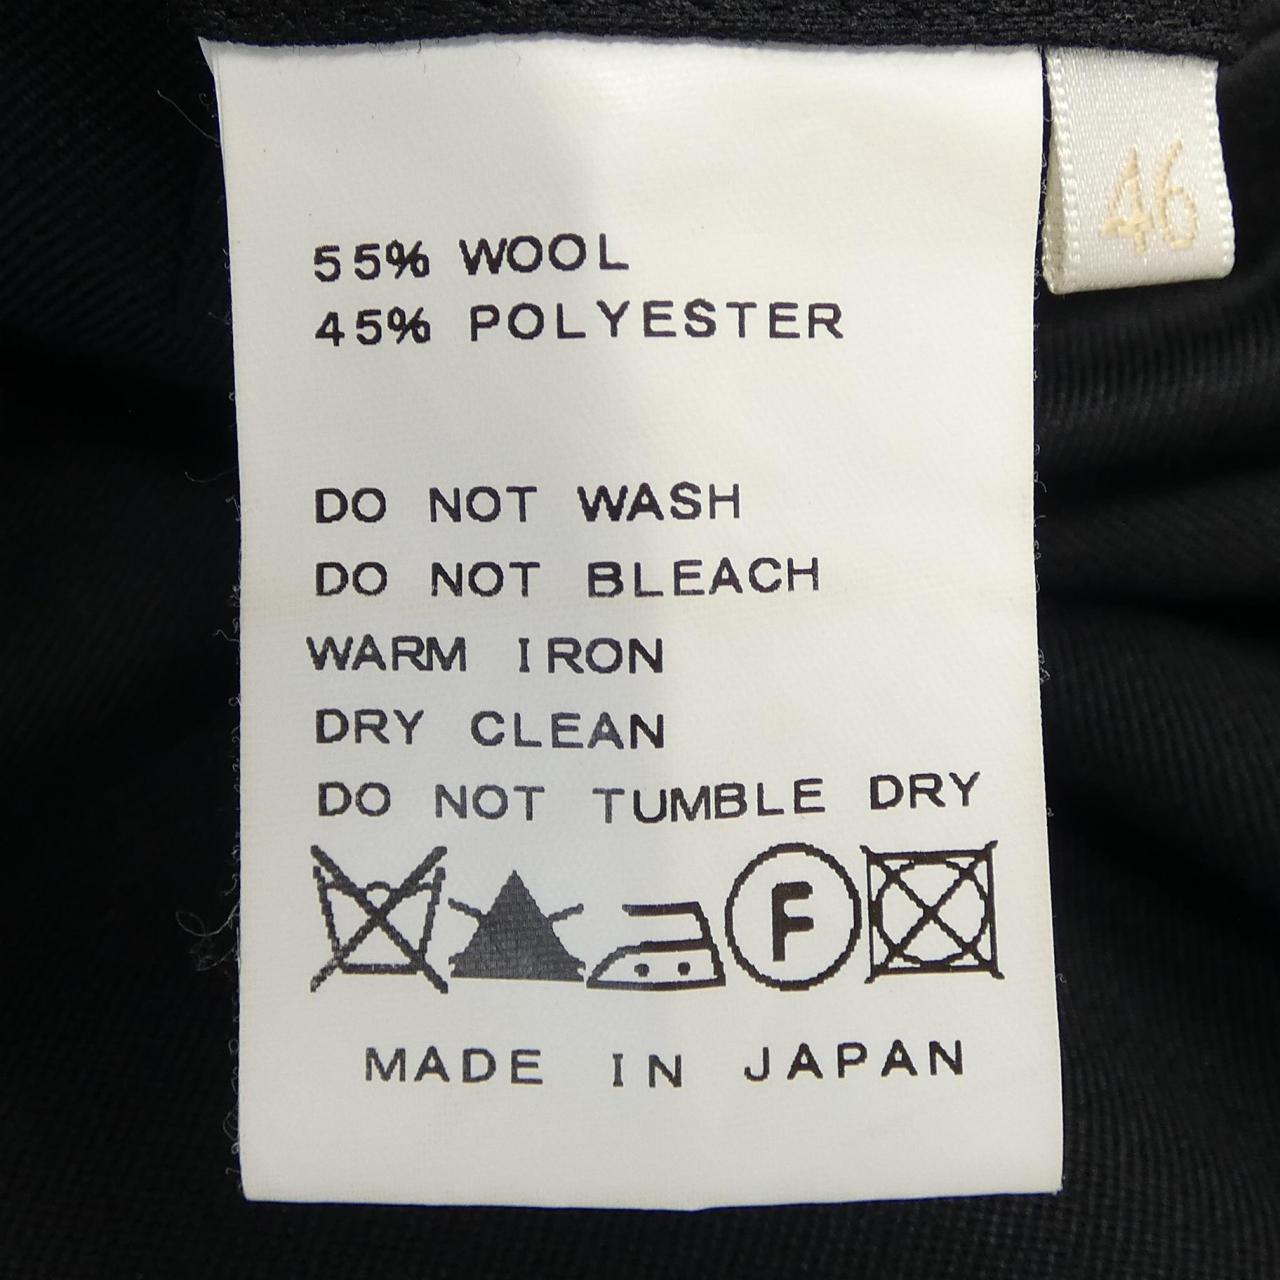 46
55% WOOL
45% POLYESTER
DO NOT WASH
DO NOT BLEACH
WARM IRON
DRY CLEAN
DO NOT TUMBLE DRY
F
MADE IN JAPAN